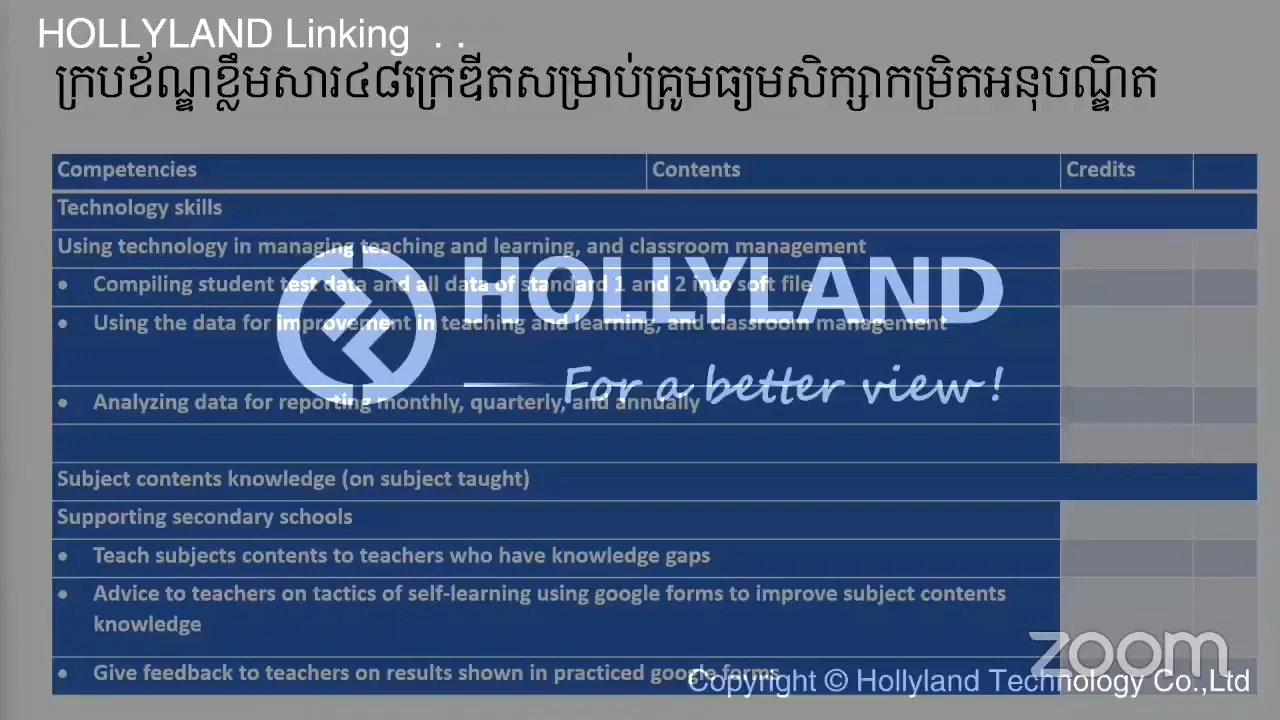 HOLLYLAND Linking . .
ក្របខ័ណ្ឌខ្លឹមសារ៤៨ក្រេឌីតសម្រាប់គ្រូមធ្យមសិក្សាកម្រិតអនុបណ្ឌិត
Competencies Contents Credits
Technology skills
Using technology in managing teaching and learning, and classroom management
• Compiling student test data and all data of standard 1 and 2 into soft file
HOLLYLAND
• Using the data for improvement in teaching and learning, and classroom management
For a better view!
• Analyzing data for reporting monthly, quarterly, and annually
Subject contents knowledge (on subject taught)
Supporting secondary schools
• Teach subjects contents to teachers who have knowledge gaps
• Advice to teachers on tactics of self-learning using google forms to improve subject contents
knowledge
zoom
• Give feedback to teachers on results shown in practiced google forms
Copyright © Hollyland Technology Co.,Ltd